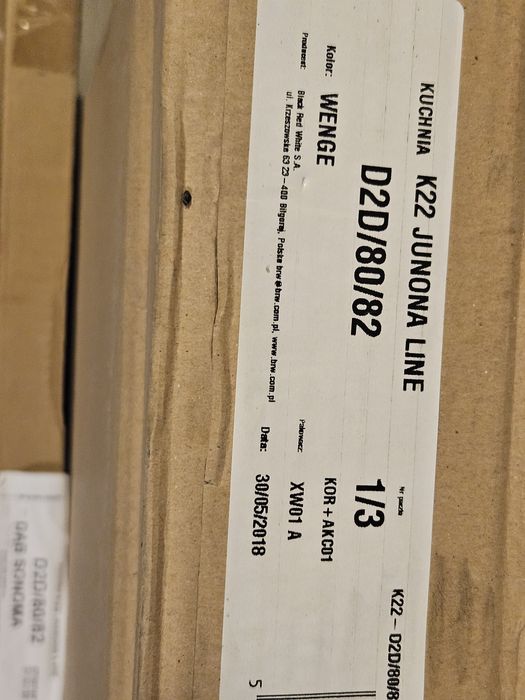 KUCHNIA K22 JUNONA LINE
D2D/80/82
Kolor: WENGE
Producent: Black Red White S.A.
ul. Krzeszowska 63 23-400 Biłgoraj, Polska brw@brw.com.pl, www.brw.com.pl
K22 - D2D/80/8
Nr paczki
1/3
KOR + AKC01
Pakowacz: XW01 A
Data: 30/05/2018
5
D2D/80/82
DĄB SONOMA